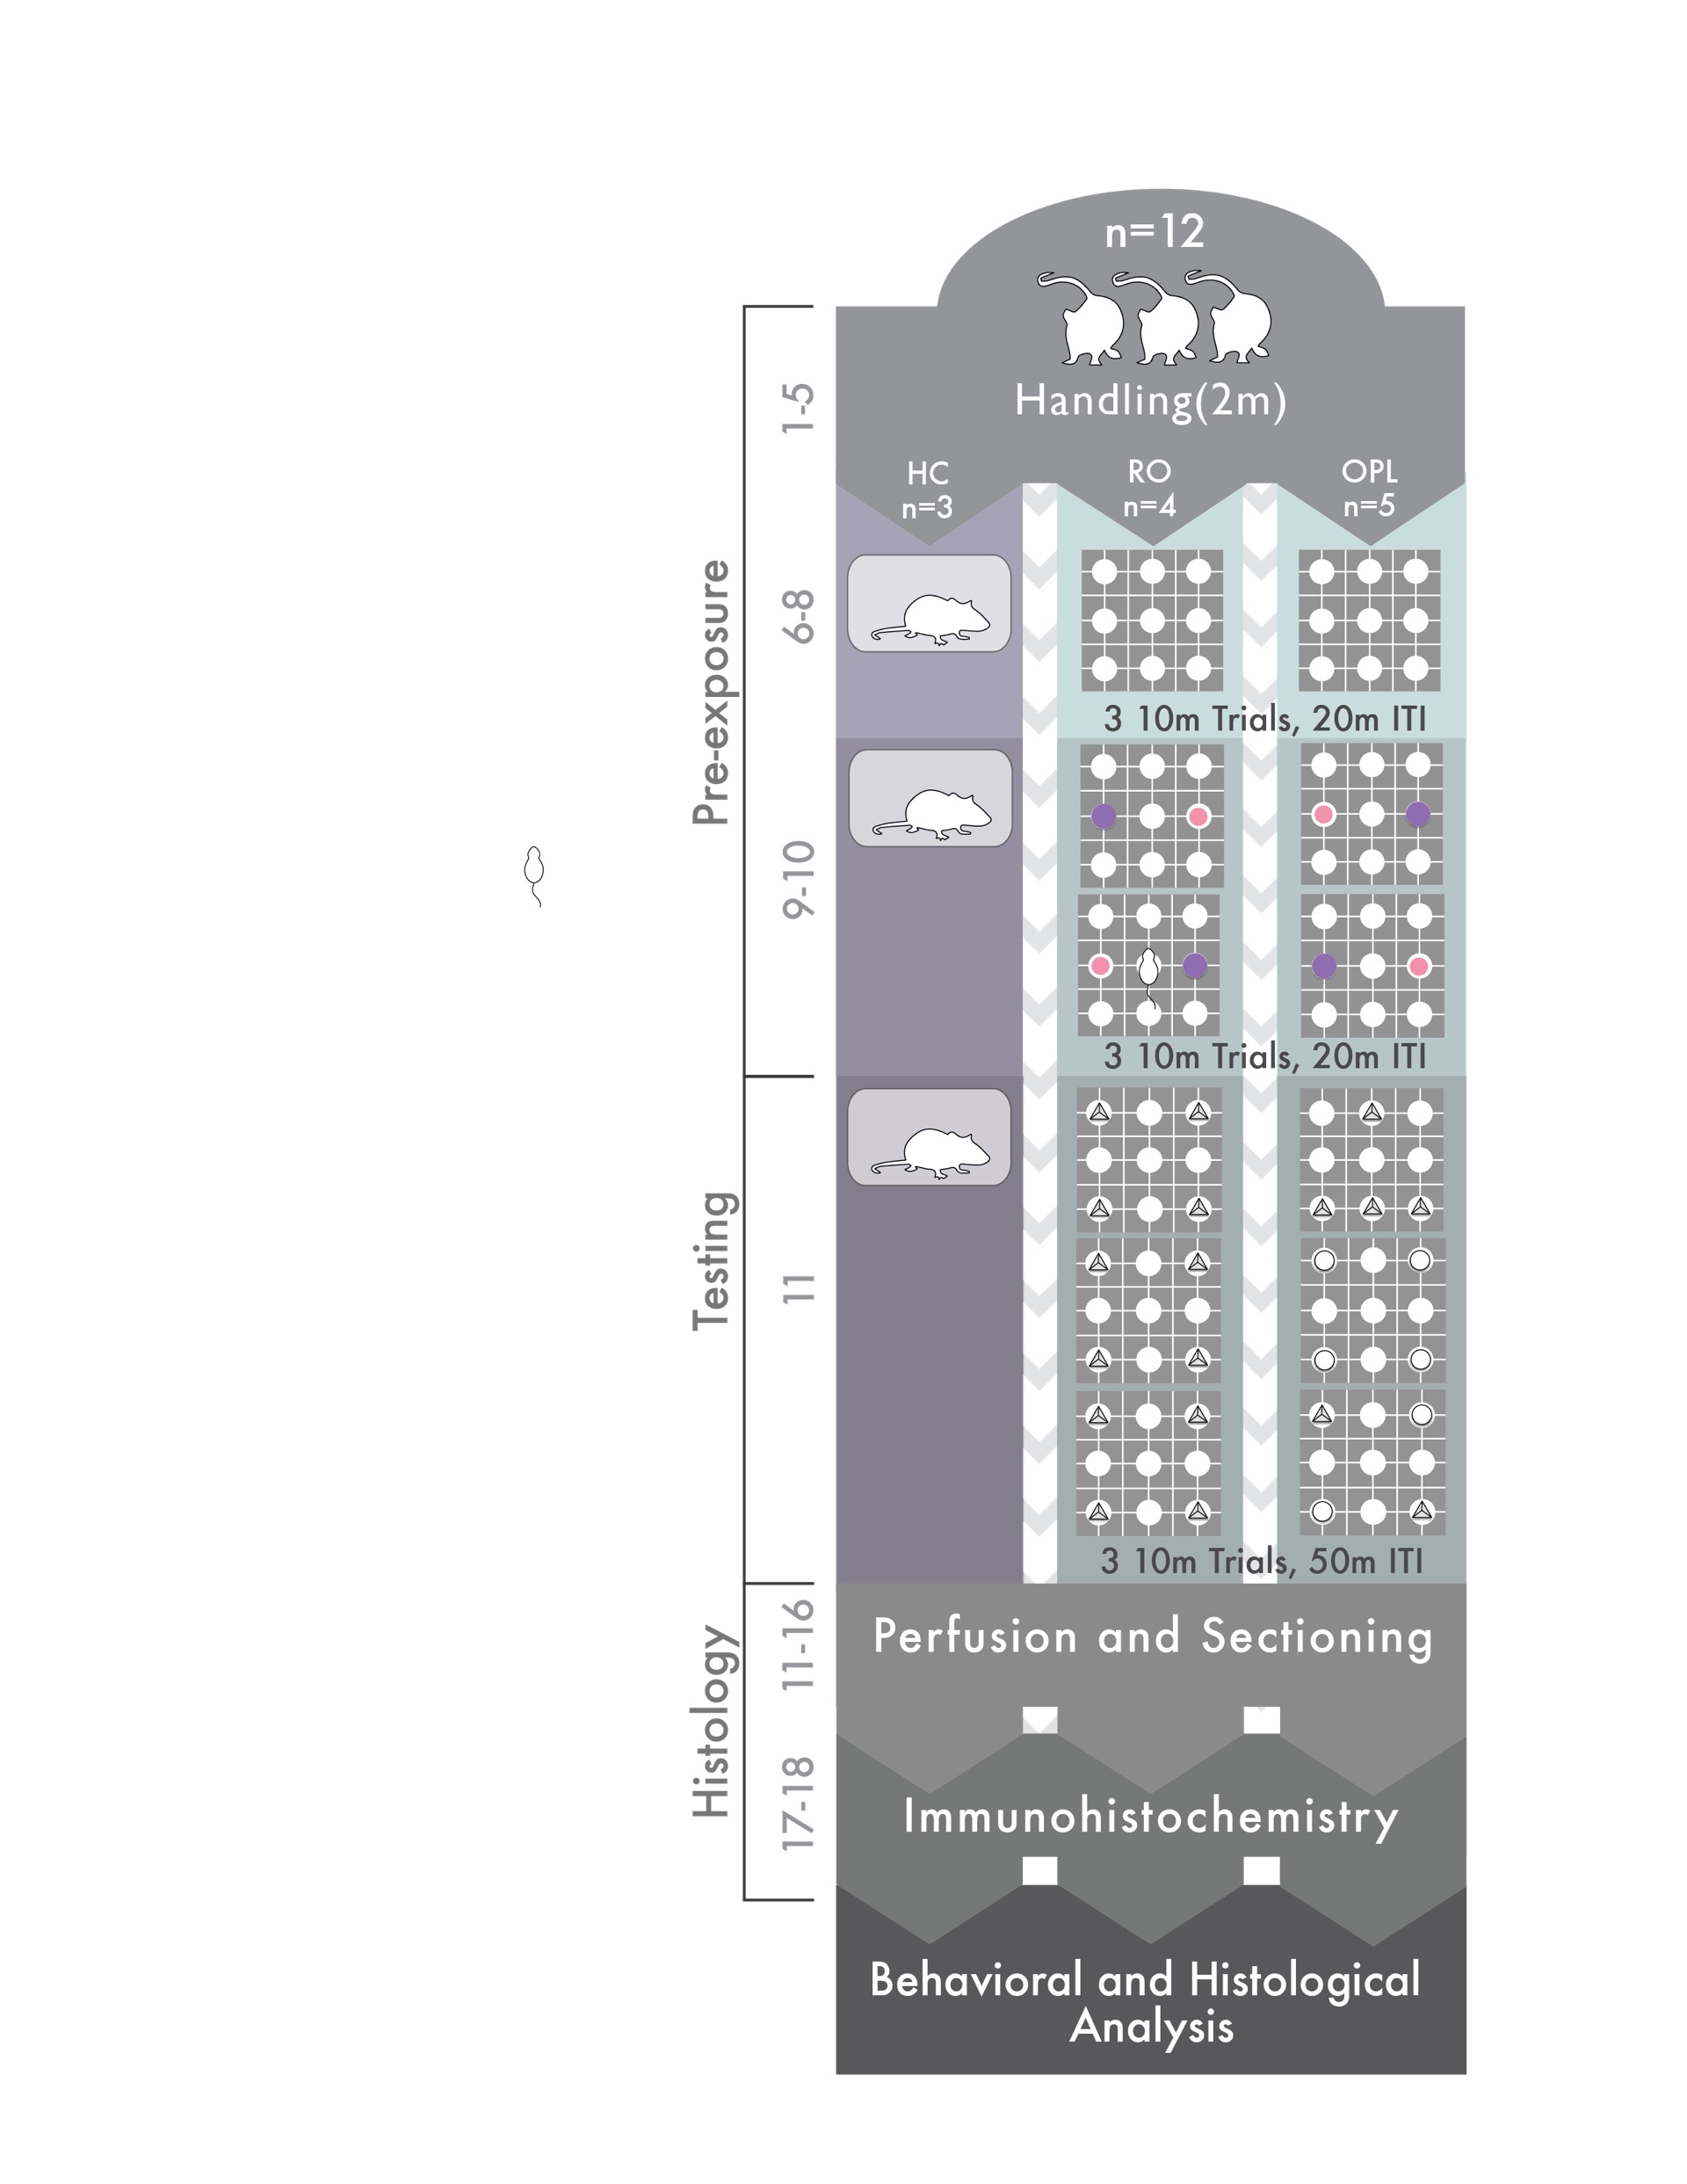 n=12
Handling(2m)
HC
n=3
RO
n=4
OPL
n=5
Pre-exposure
1-5
6-8
3 10m Trials, 20m ITI
9-10
3 10m Trials, 20m ITI
Testing
11
3 10m Trials, 50m ITI
Histology
11-16
Perfusion and Sectioning
17-18
Immunohistochemistry
Behavioral and Histological
Analysis